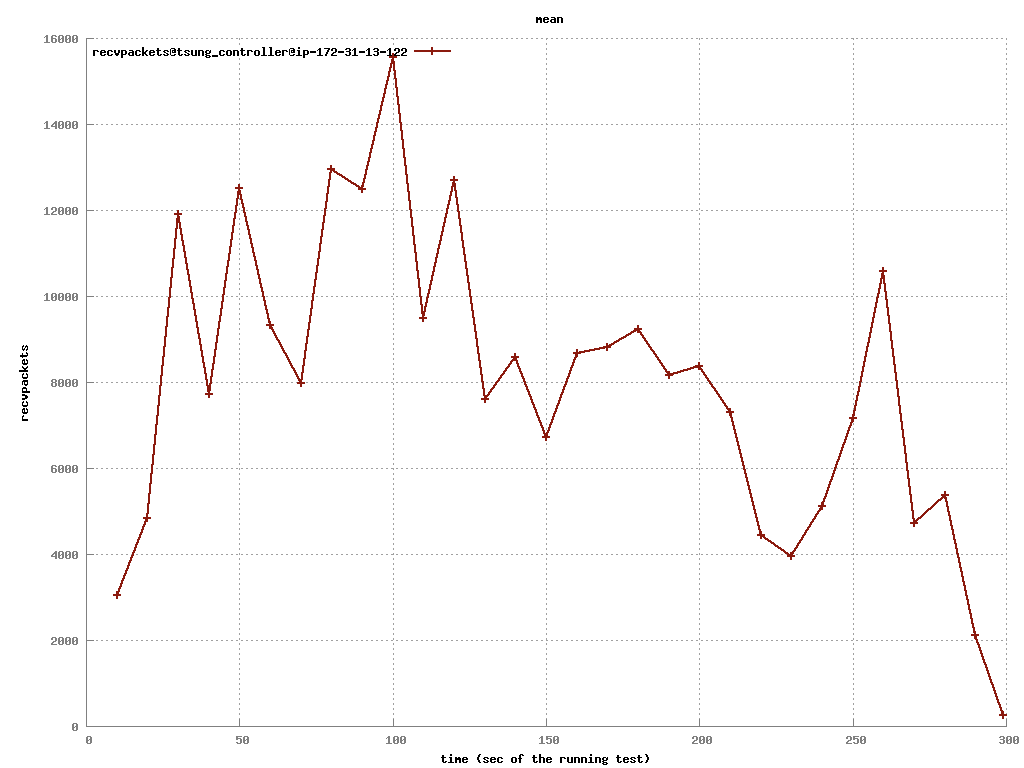 mean
16000
recvpackets@tsung_controller@ip-172-31-13-122
14000
12000
10000
8000
6000
4000
2000
0
recvpackets
0 50 100 150 200 250 300
time (sec of the running test)